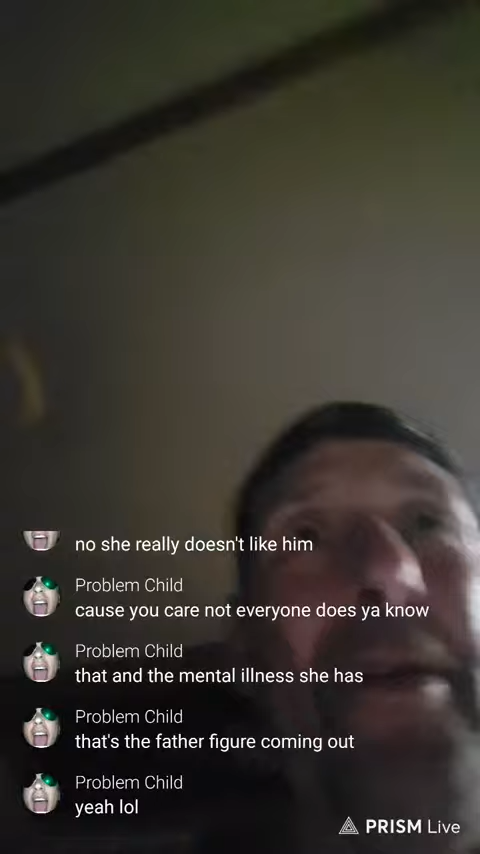 no she really doesn't like him
Problem Child
cause you care not everyone does ya know
Problem Child
that and the mental illness she has
Problem Child
that's the father figure coming out
Problem Child
yeah lol
PRISM Live